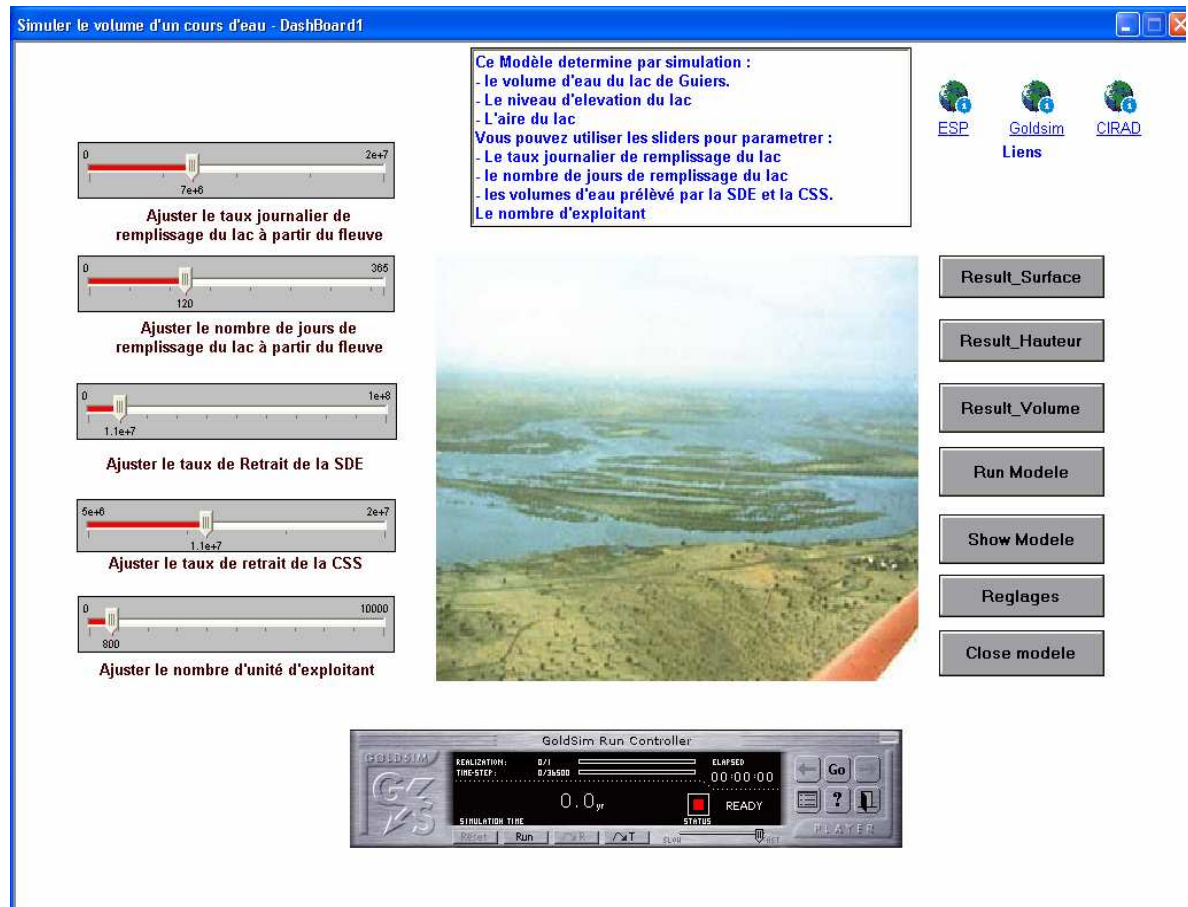 Simuler le volume d'un cours d'eau - DashBoard1
Ce Modèle determine par simulation :
- le volume d'eau du lac de Guiers.
- Le niveau d'elevation du lac
- L'aire du lac
Vous pouvez utiliser les sliders pour parametrer :
- Le taux journalier de remplissage du lac
- le nombre de jours de remplissage du lac
- les volumes d'eau prélèvé par la SDE et la CSS.
Le nombre d'exploitant
ESP
Goldsim
CIRAD
Liens
0
2e+7
7e+6
Ajuster le taux journalier de
remplissage du lac à partir du fleuve
0
365
120
Ajuster le nombre de jours de
remplissage du lac à partir du fleuve
0
1e+8
1.1e+7
Ajuster le taux de Retrait de la SDE
5e+6
2e+7
1.1e+7
Ajuster le taux de retrait de la CSS
0
10000
800
Ajuster le nombre d'unité d'exploitant
Result_Surface
Result_Hauteur
Result_Volume
Run Modele
Show Modele
Reglages
Close modele
GoldSim Run Controller
GOLDSIM
GS
REALIZATION: 0/1
TIME-STEP: 0/36500
ELAPSED
00:00:00
0.0 yr
READY
SIMULATION TIME
STATUS
Reset
Run
R
T
SLOW
Go
?
PLAYER